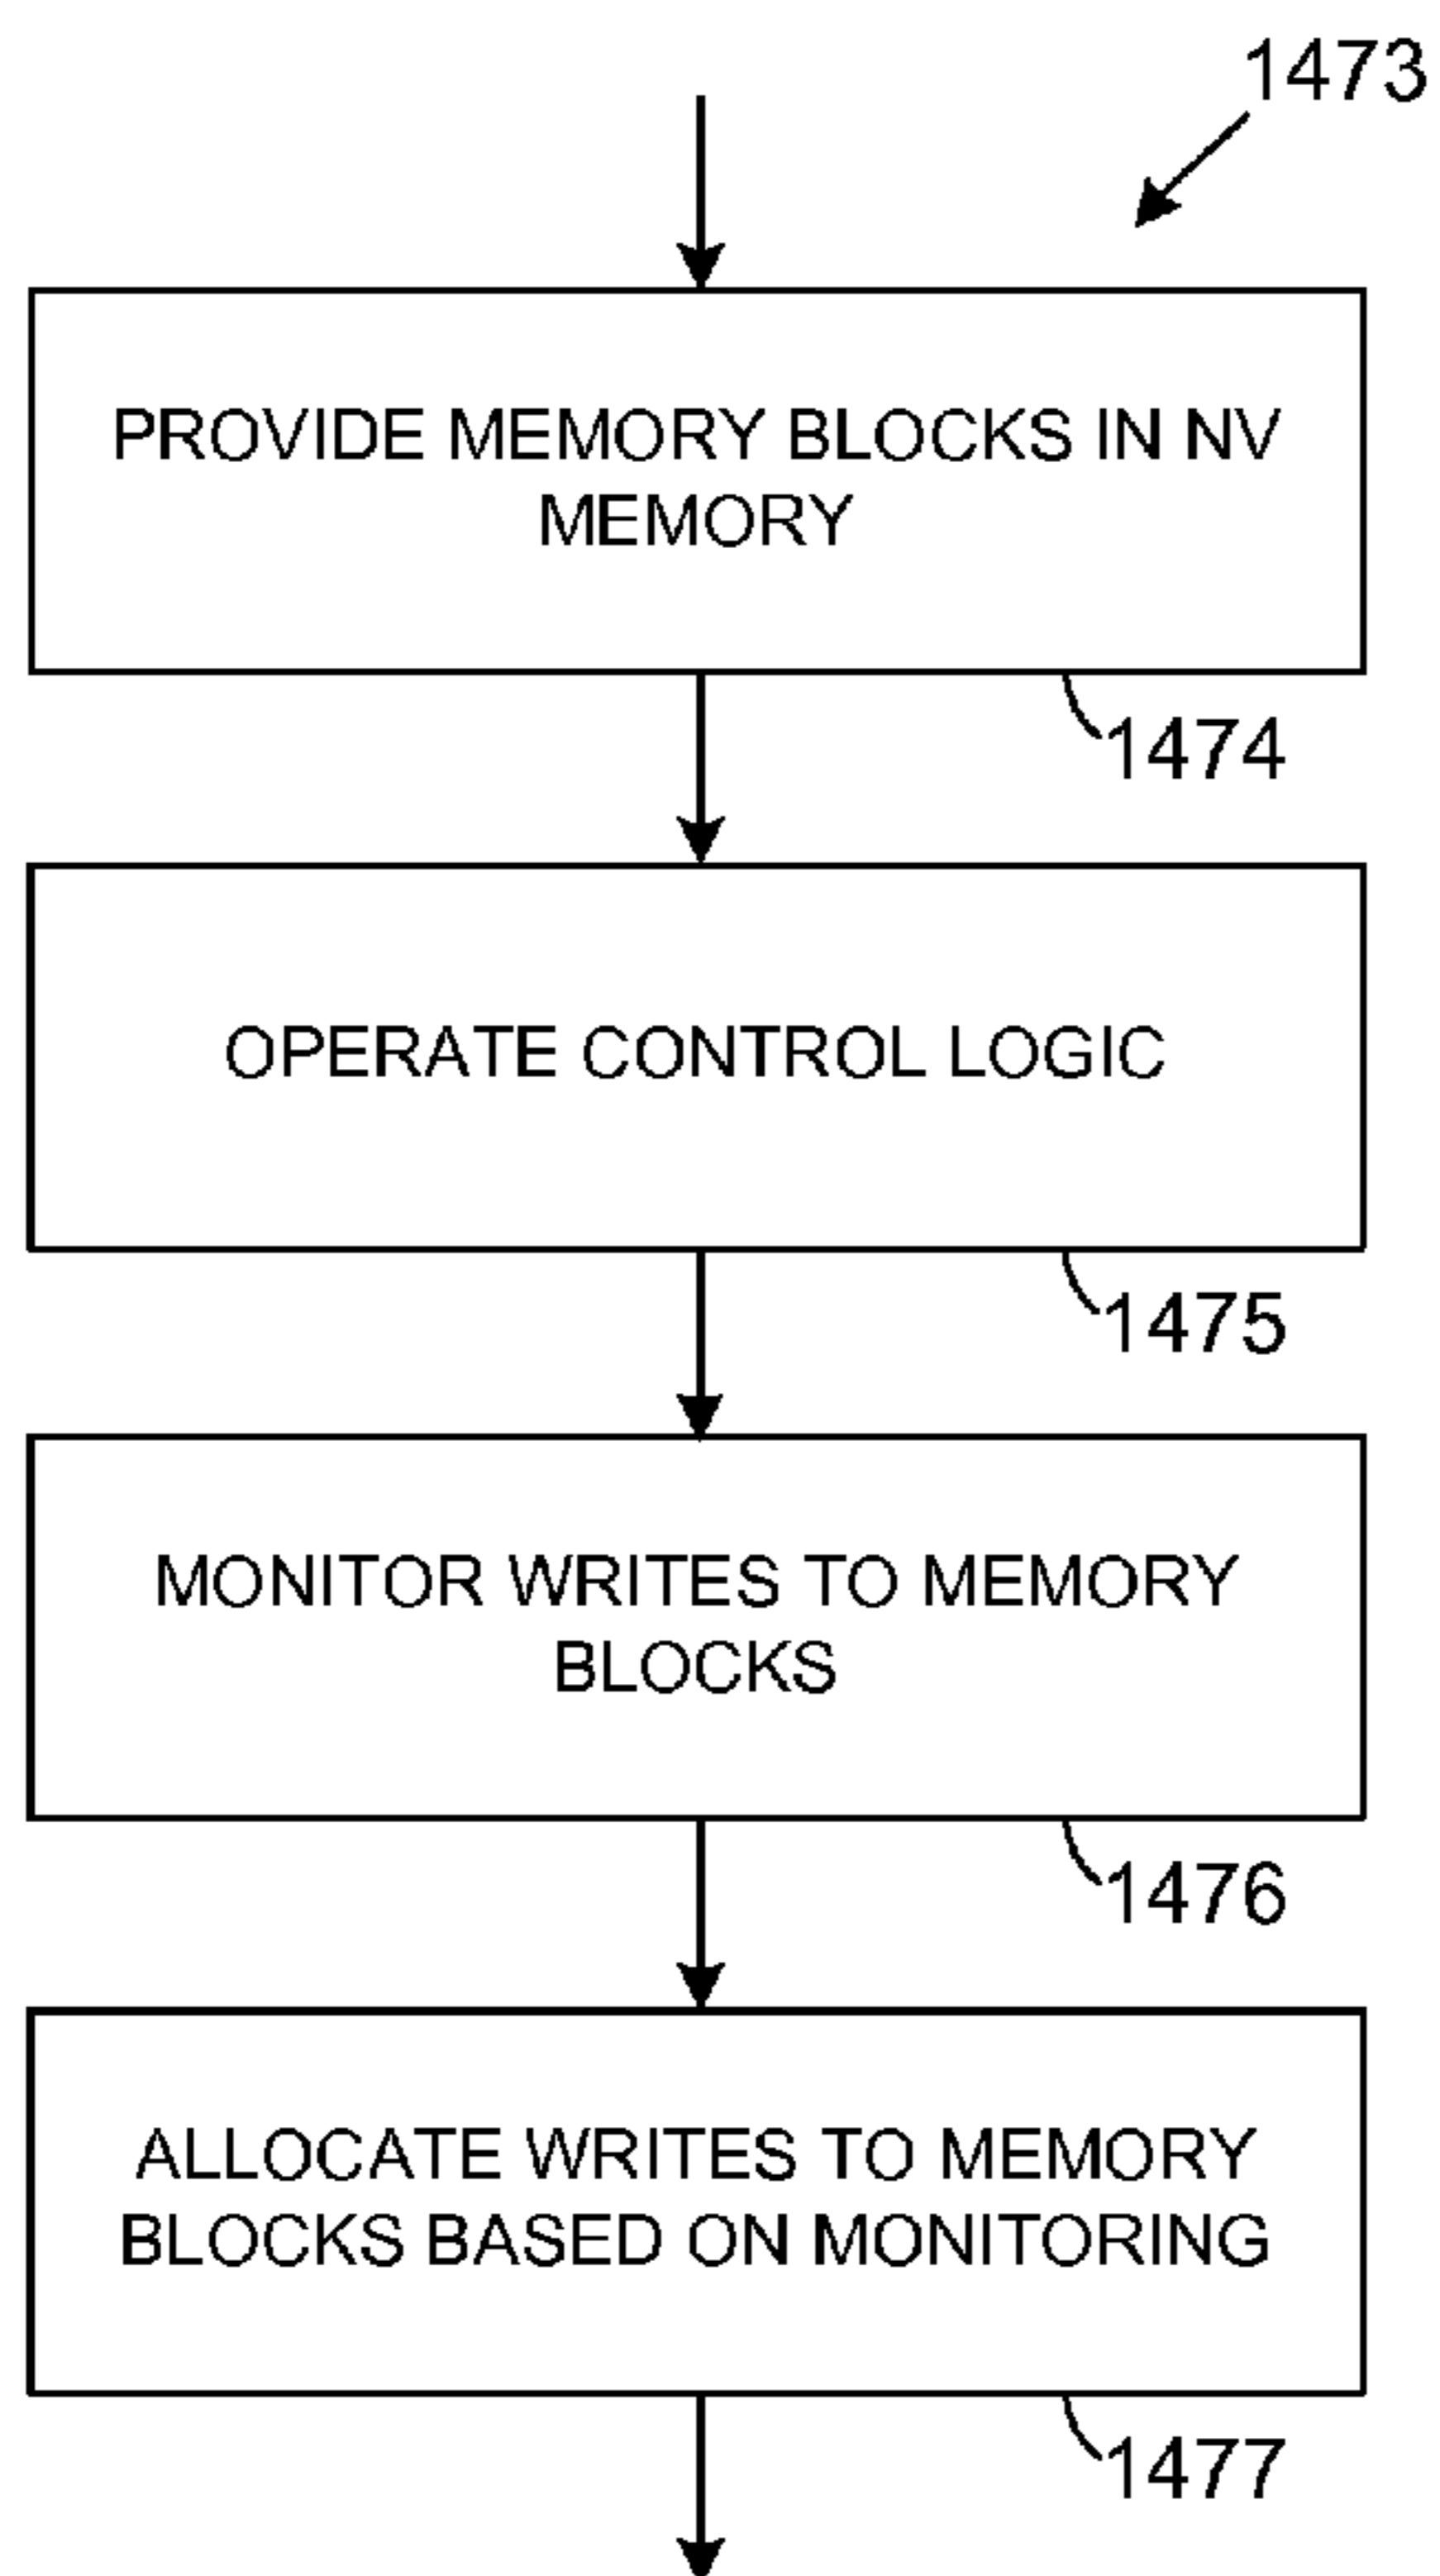 1473
PROVIDE MEMORY BLOCKS IN NV
MEMORY
1474
OPERATE CONTROL LOGIC
1475
MONITOR WRITES TO MEMORY
BLOCKS
1476
ALLOCATE WRITES TO MEMORY
BLOCKS BASED ON MONITORING
1477